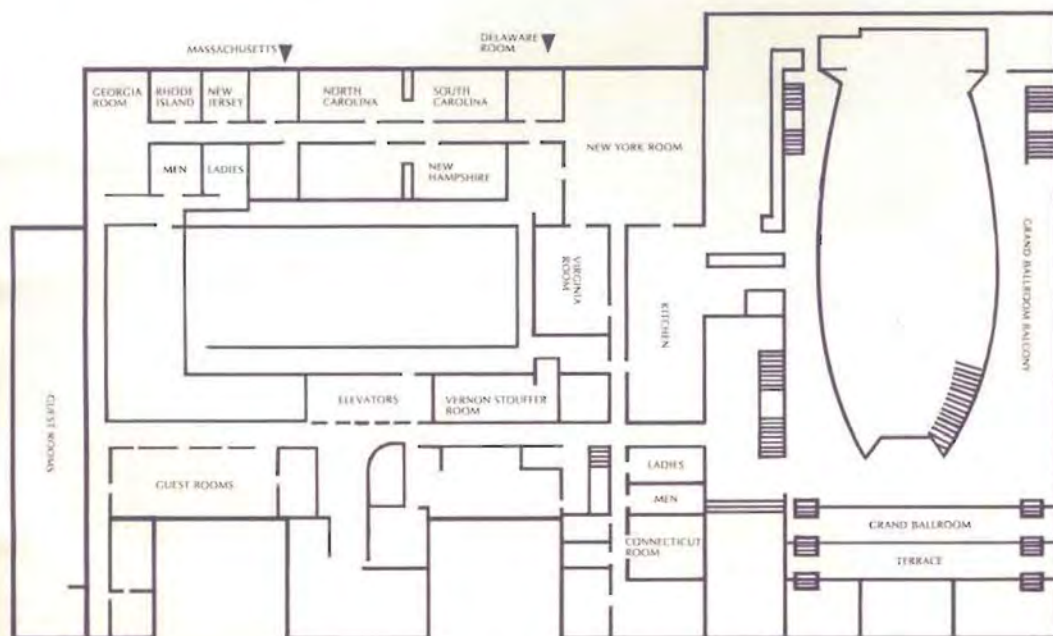 MASSACHUSETTS
DELAWARE
ROOM
GEORGIA
ROOM
RHODE
ISLAND
NEW
JERSEY
NORTH
CAROLINA
SOUTH
CAROLINA
MEN
LADIES
NEW
HAMPSHIRE
NEW YORK ROOM
VIRGINIA
ROOM
KITCHEN
GRAND BALLROOM BALCONY
ELEVATORS
VERNON STOUFFER
ROOM
GUEST ROOMS
GUEST ROOMS
LADIES
MEN
CONNECTICUT
ROOM
GRAND BALLROOM
TERRACE